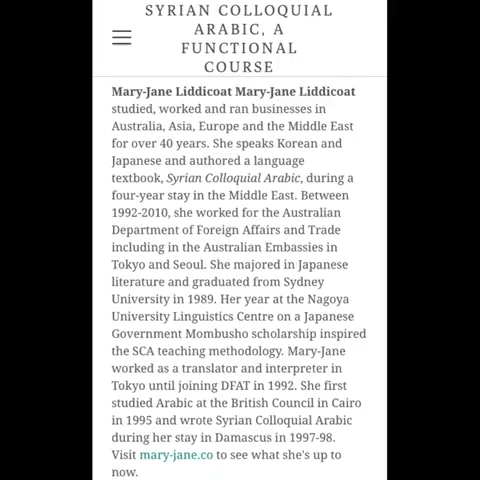 SYRIAN COLLOQUIAL
ARABIC, A
FUNCTIONAL
COURSE
Mary-Jane Liddicoat Mary-Jane Liddicoat
studied, worked and ran businesses in
Australia, Asia, Europe and the Middle East
for over 40 years. She speaks Korean and
Japanese and authored a language
textbook, Syrian Colloquial Arabic, during a
four-year stay in the Middle East. Between
1992-2010, she worked for the Australian
Department of Foreign Affairs and Trade
including in the Australian Embassies in
Tokyo and Seoul. She majored in Japanese
literature and graduated from Sydney
University in 1989. Her year at the Nagoya
University Linguistics Centre on a Japanese
Government Mombusho scholarship inspired
the SCA teaching methodology. Mary-Jane
worked as a translator and interpreter in
Tokyo until joining DFAT in 1992. She first
studied Arabic at the British Council in Cairo
in 1995 and wrote Syrian Colloquial Arabic
during her stay in Damascus in 1997-98.
Visit mary-jane.co to see what she's up to
now.